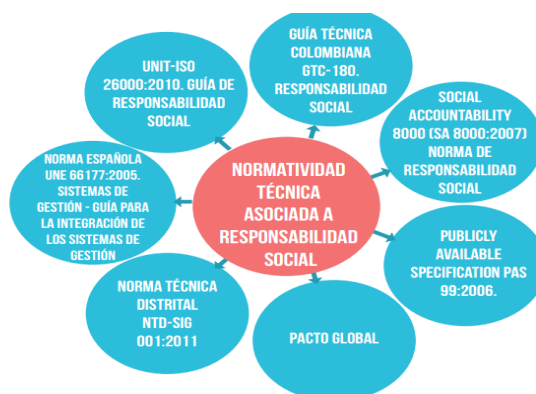 UNIT-ISO
26000:2010. GUÍA DE
RESPONSABILIDAD
SOCIAL
GUÍA TÉCNICA
COLOMBIANA
GTC-180.
RESPONSABILIDAD
SOCIAL
SOCIAL
ACCOUNTABILITY
8000 (SA 8000:2007)
NORMA DE
RESPONSABILIDAD
SOCIAL
NORMA ESPAÑOLA
UNE 66177:2005.
SISTEMAS DE
GESTIÓN - GUÍA PARA
LA INTEGRACIÓN DE
LOS SISTEMAS DE
GESTIÓN
NORMATIVIDAD
TÉCNICA
ASOCIADA A
RESPONSABILIDAD
SOCIAL
PUBLICLY
AVAILABLE
SPECIFICATION PAS
99:2006.
NORMA TÉCNICA
DISTRITAL
NTD-SIG
001:2011
PACTO GLOBAL